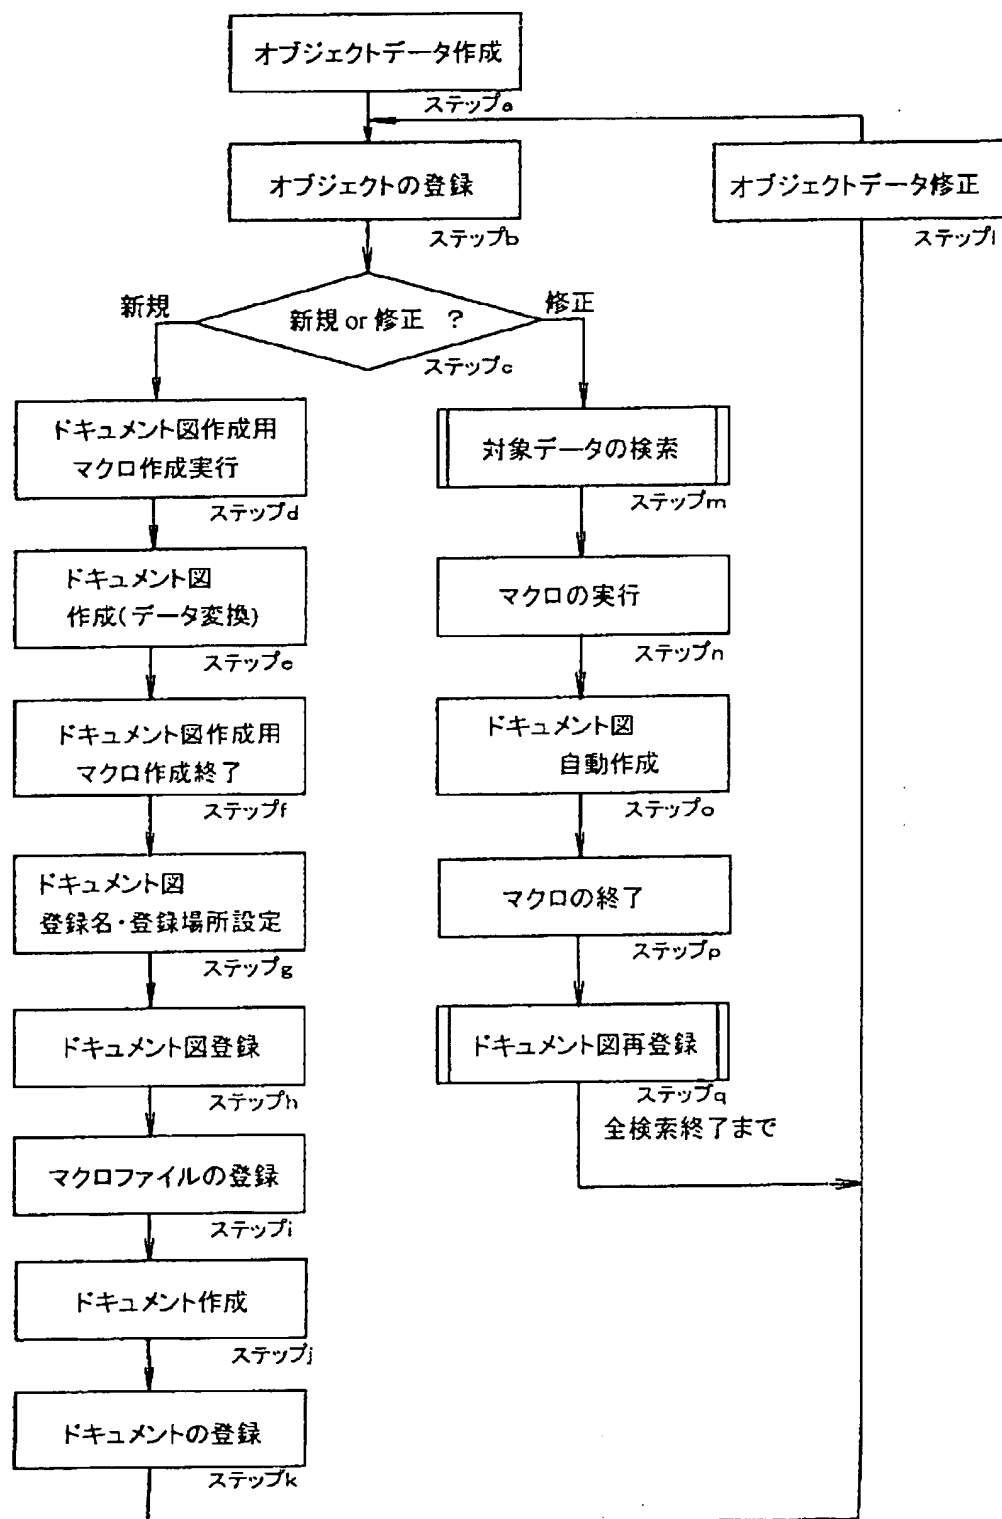 オブジェクトデータ作成
ステップa
オブジェクトの登録
ステップb
オブジェクトデータ修正
ステップl
新規
新規 or 修正 ?
修正
ステップc
ドキュメント図作成用
マクロ作成実行
ステップd
ドキュメント図
作成(データ変換)
ステップe
ドキュメント図作成用
マクロ作成終了
ステップf
ドキュメント図
登録名・登録場所設定
ステップg
ドキュメント図登録
ステップh
マクロファイルの登録
ステップi
ドキュメント作成
ステップj
ドキュメントの登録
ステップk
対象データの検索
ステップm
マクロの実行
ステップn
ドキュメント図
自動作成
ステップo
マクロの終了
ステップp
ドキュメント図再登録
ステップq
全検索終了まで